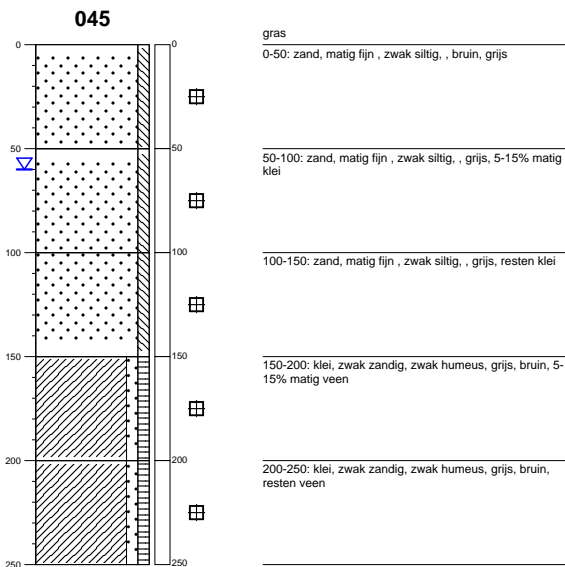 045
gras
0
0
0-50: zand, matig fijn , zwak siltig, , bruin, grijs
50
50
50-100: zand, matig fijn , zwak siltig, , grijs, 5-15% matig
klei
100
100
100-150: zand, matig fijn , zwak siltig, , grijs, resten klei
150
150
150-200: klei, zwak zandig, zwak humeus, grijs, bruin, 5-
15% matig veen
200
200
200-250: klei, zwak zandig, zwak humeus, grijs, bruin,
resten veen
250
250